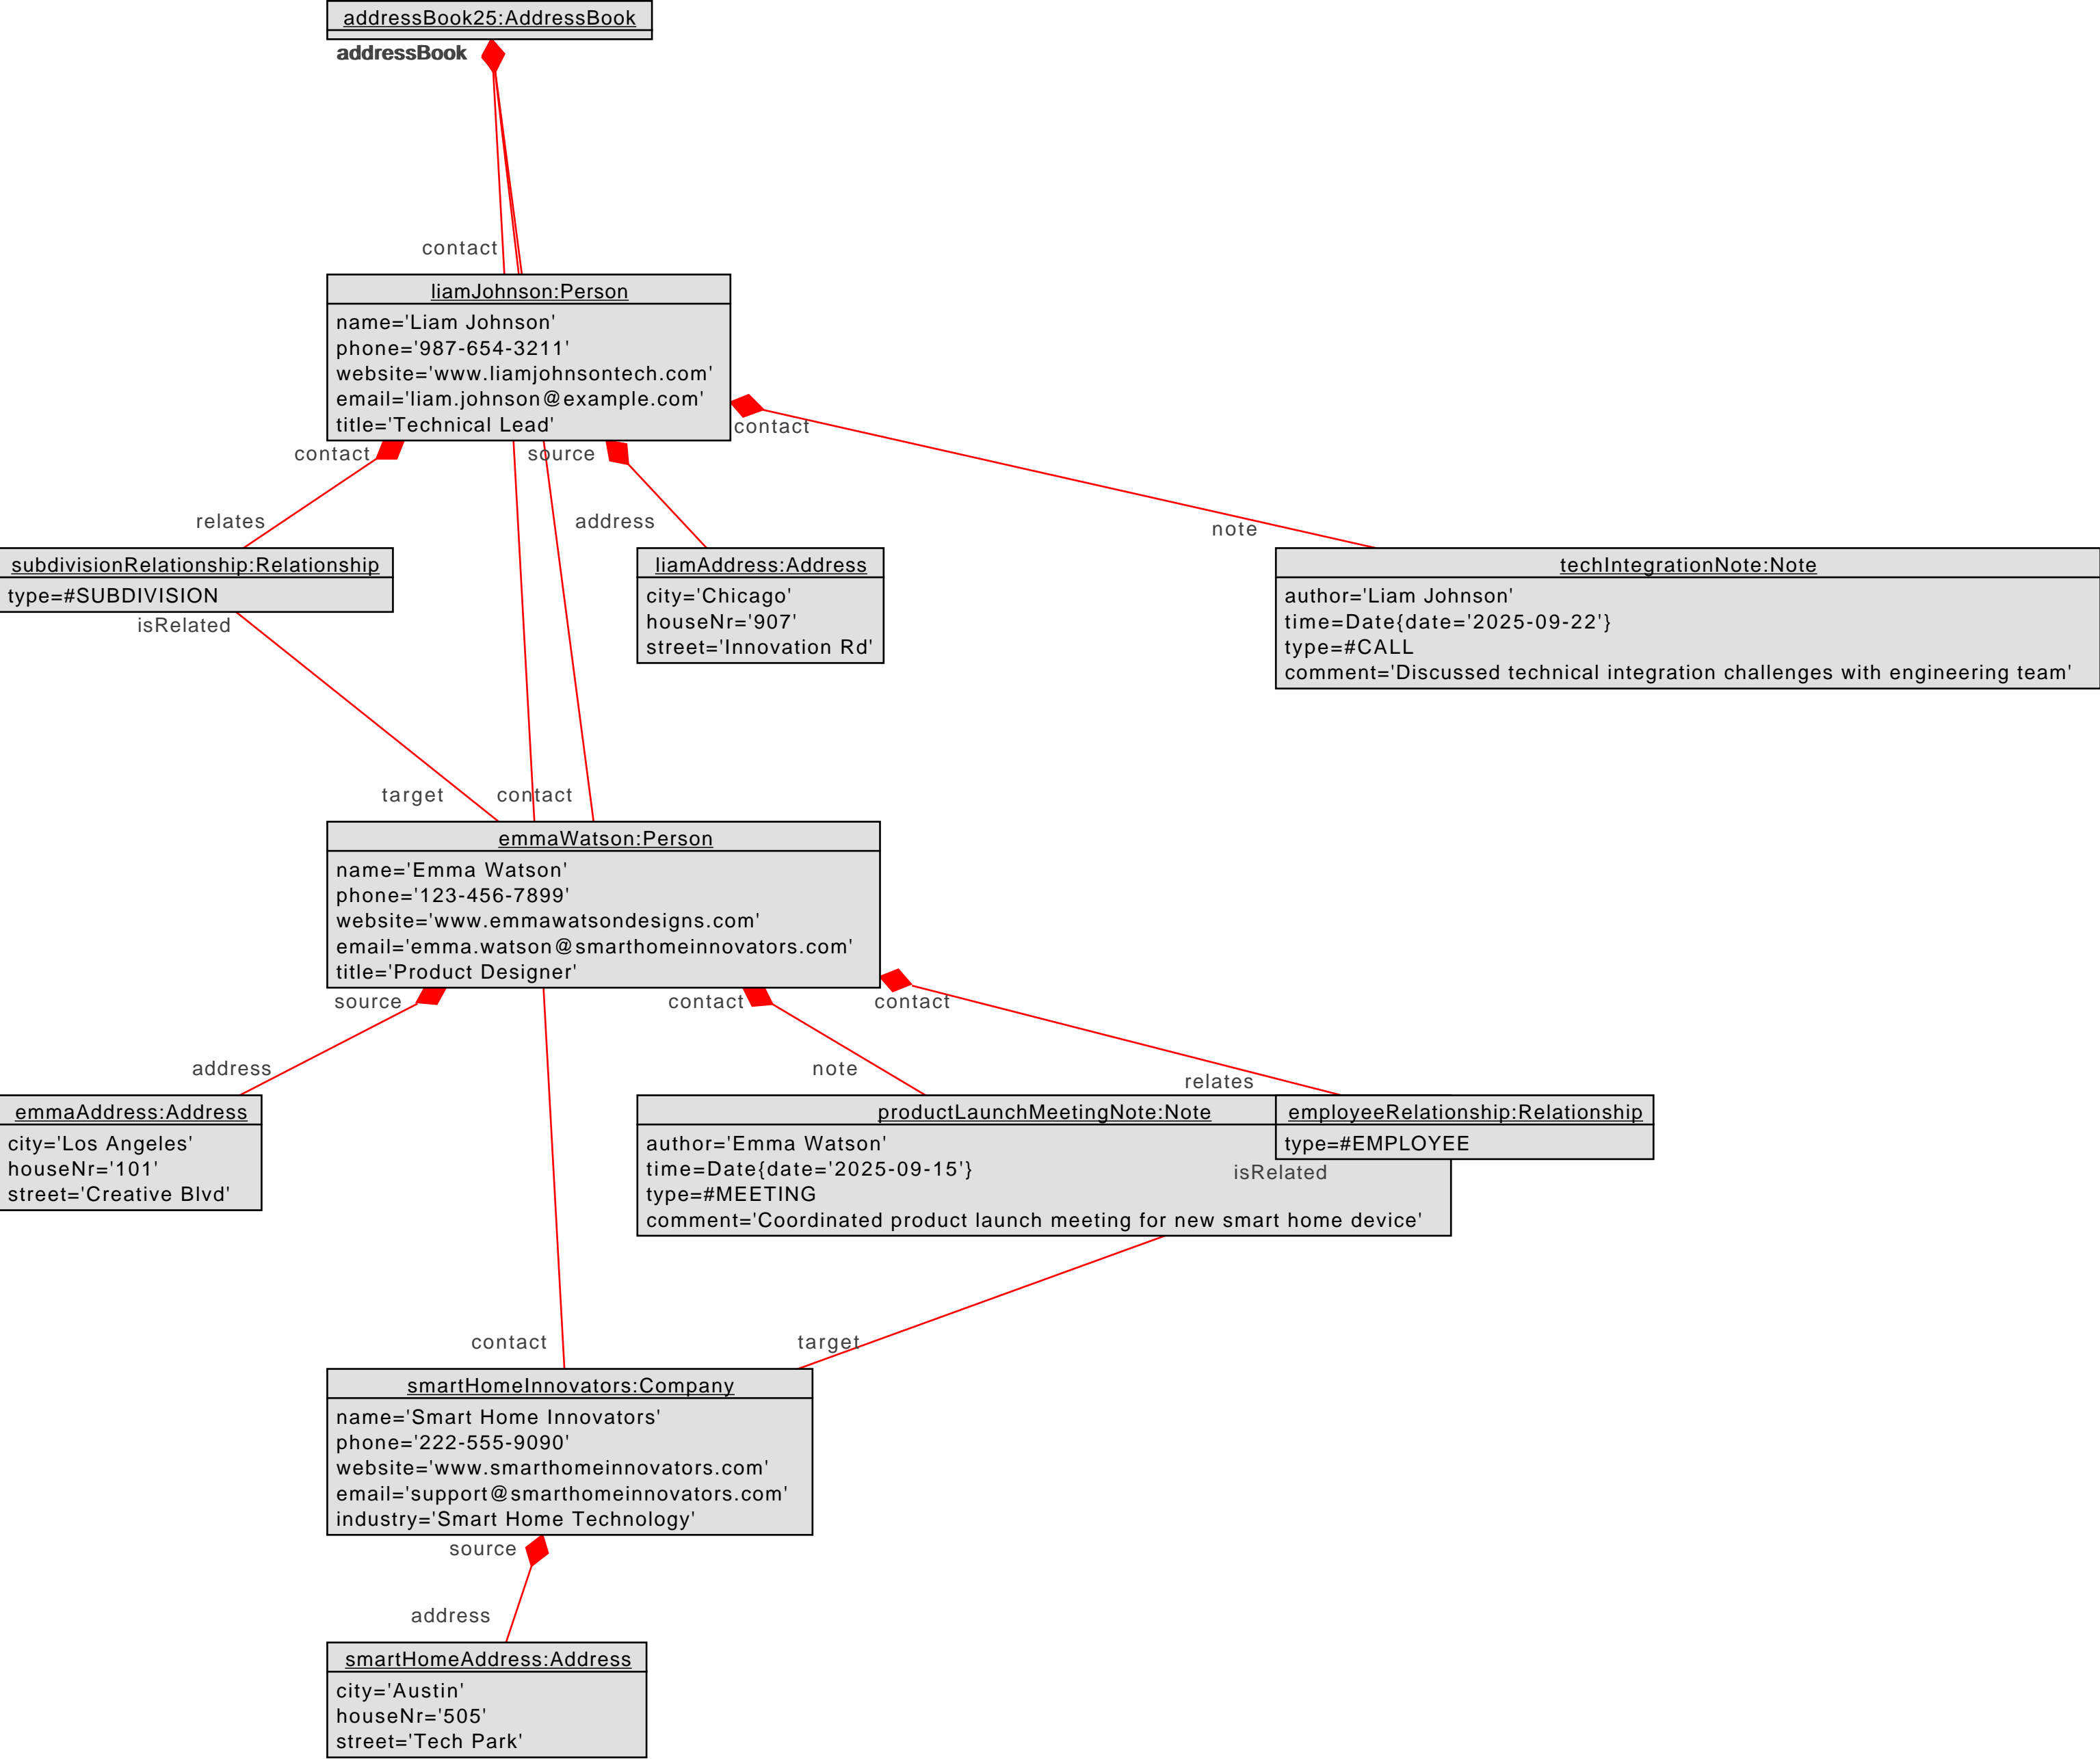 addressBook25:AddressBook
addressBook
contact
liamJohnson:Person
name='Liam Johnson'
phone='987-654-3211'
website='www.liamjohnsontech.com'
email='liam.johnson@example.com'
title='Technical Lead'
contact
contact
source
relates
address
note
subdivisionRelationship:Relationship
type=#SUBDIVISION
isRelated
liamAddress:Address
city='Chicago'
houseNr='907'
street='Innovation Rd'
techIntegrationNote:Note
author='Liam Johnson'
time=Date{date='2025-09-22'}
type=#CALL
comment='Discussed technical integration challenges with engineering team'
target
contact
emmaWatson:Person
name='Emma Watson'
phone='123-456-7899'
website='www.emmawatsondesigns.com'
email='emma.watson@smarthomeinnovators.com'
title='Product Designer'
source
contact
contact
address
note
relates
emmaAddress:Address
city='Los Angeles'
houseNr='101'
street='Creative Blvd'
productLaunchMeetingNote:Note
author='Emma Watson'
time=Date{date='2025-09-15'}
type=#MEETING
comment='Coordinated product launch meeting for new smart home device'
employeeRelationship:Relationship
type=#EMPLOYEE
isRelated
contact
target
smartHomeInnovators:Company
name='Smart Home Innovators'
phone='222-555-9090'
website='www.smarthomeinnovators.com'
email='support@smarthomeinnovators.com'
industry='Smart Home Technology'
source
address
smartHomeAddress:Address
city='Austin'
houseNr='505'
street='Tech Park'